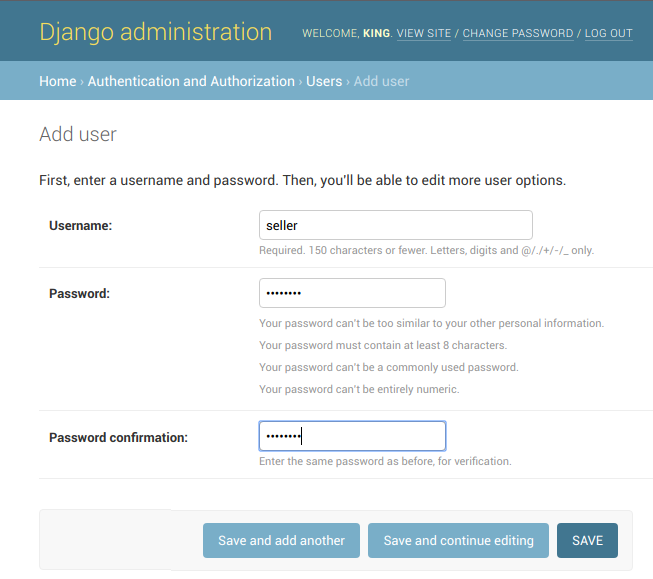 Django administration
WELCOME, KING. VIEW SITE / CHANGE PASSWORD / LOG OUT
Home › Authentication and Authorization › Users › Add user
Add user
First, enter a username and password. Then, you'll be able to edit more user options.
Username:
seller
Required. 150 characters or fewer. Letters, digits and @/./+/-/_ only.
Password:
••••••••
Your password can't be too similar to your other personal information.
Your password must contain at least 8 characters.
Your password can't be a commonly used password.
Your password can't be entirely numeric.
Password confirmation:
••••••••
Enter the same password as before, for verification.
Save and add another
Save and continue editing
SAVE